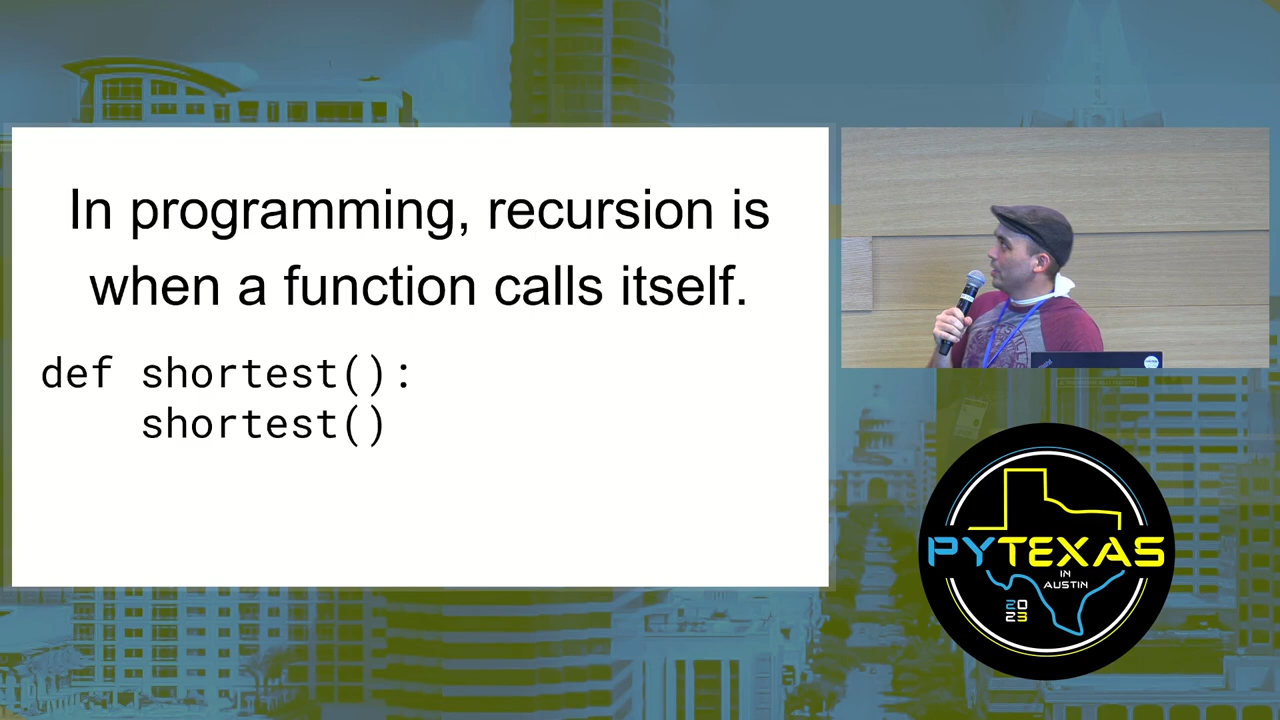 In programming, recursion is
when a function calls itself.
def shortest():
    shortest()
PYTEXAS
IN
AUSTIN
20
23